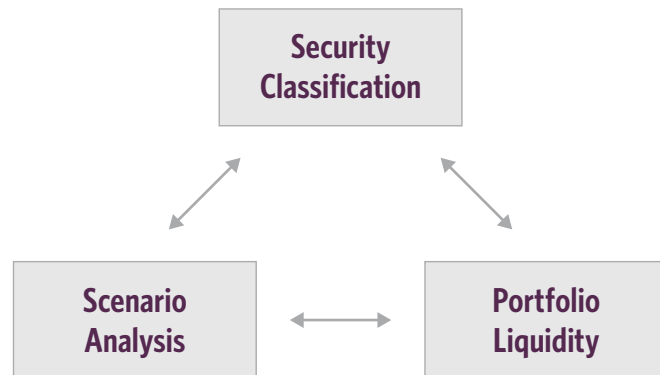 Security
Classification
Scenario
Analysis
Portfolio
Liquidity